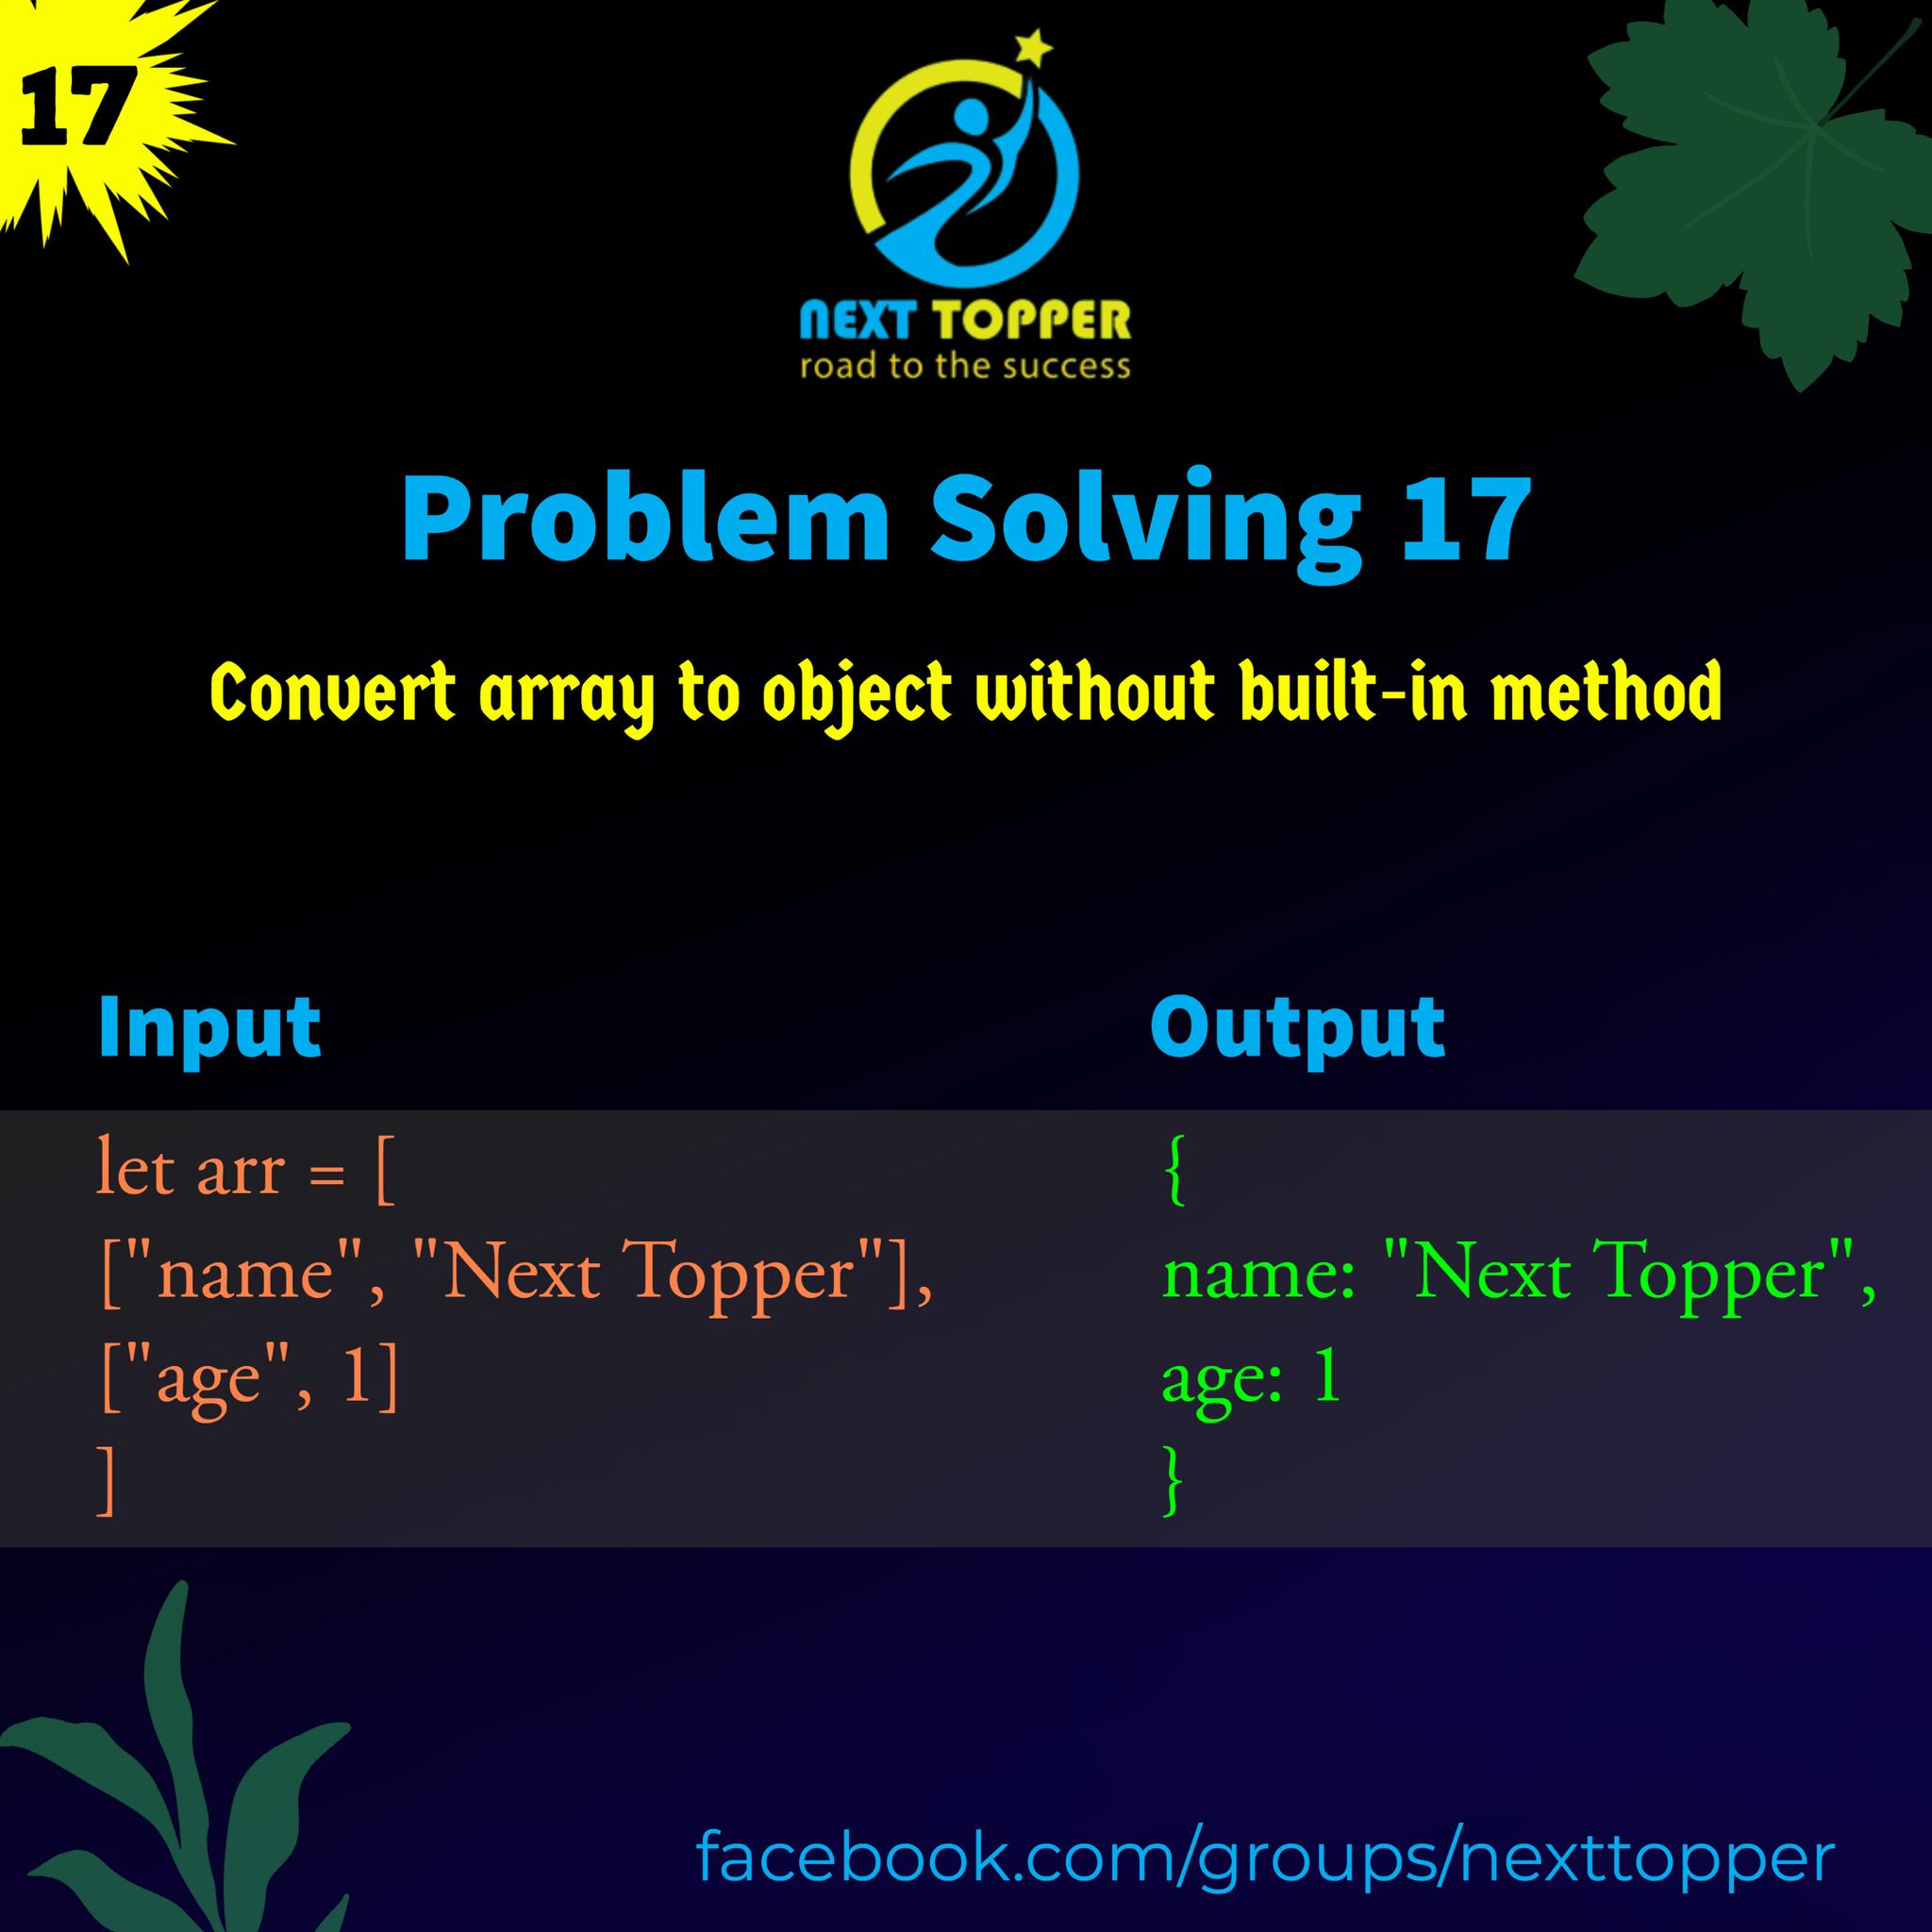 17
NEXT TOPPER
road to the success
Problem Solving 17
Convert array to object without built-in method
Input
let arr = [
["name", "Next Topper"],
["age", 1]
]
Output
{
name: "Next Topper",
age: 1
}
facebook.com/groups/nexttopper